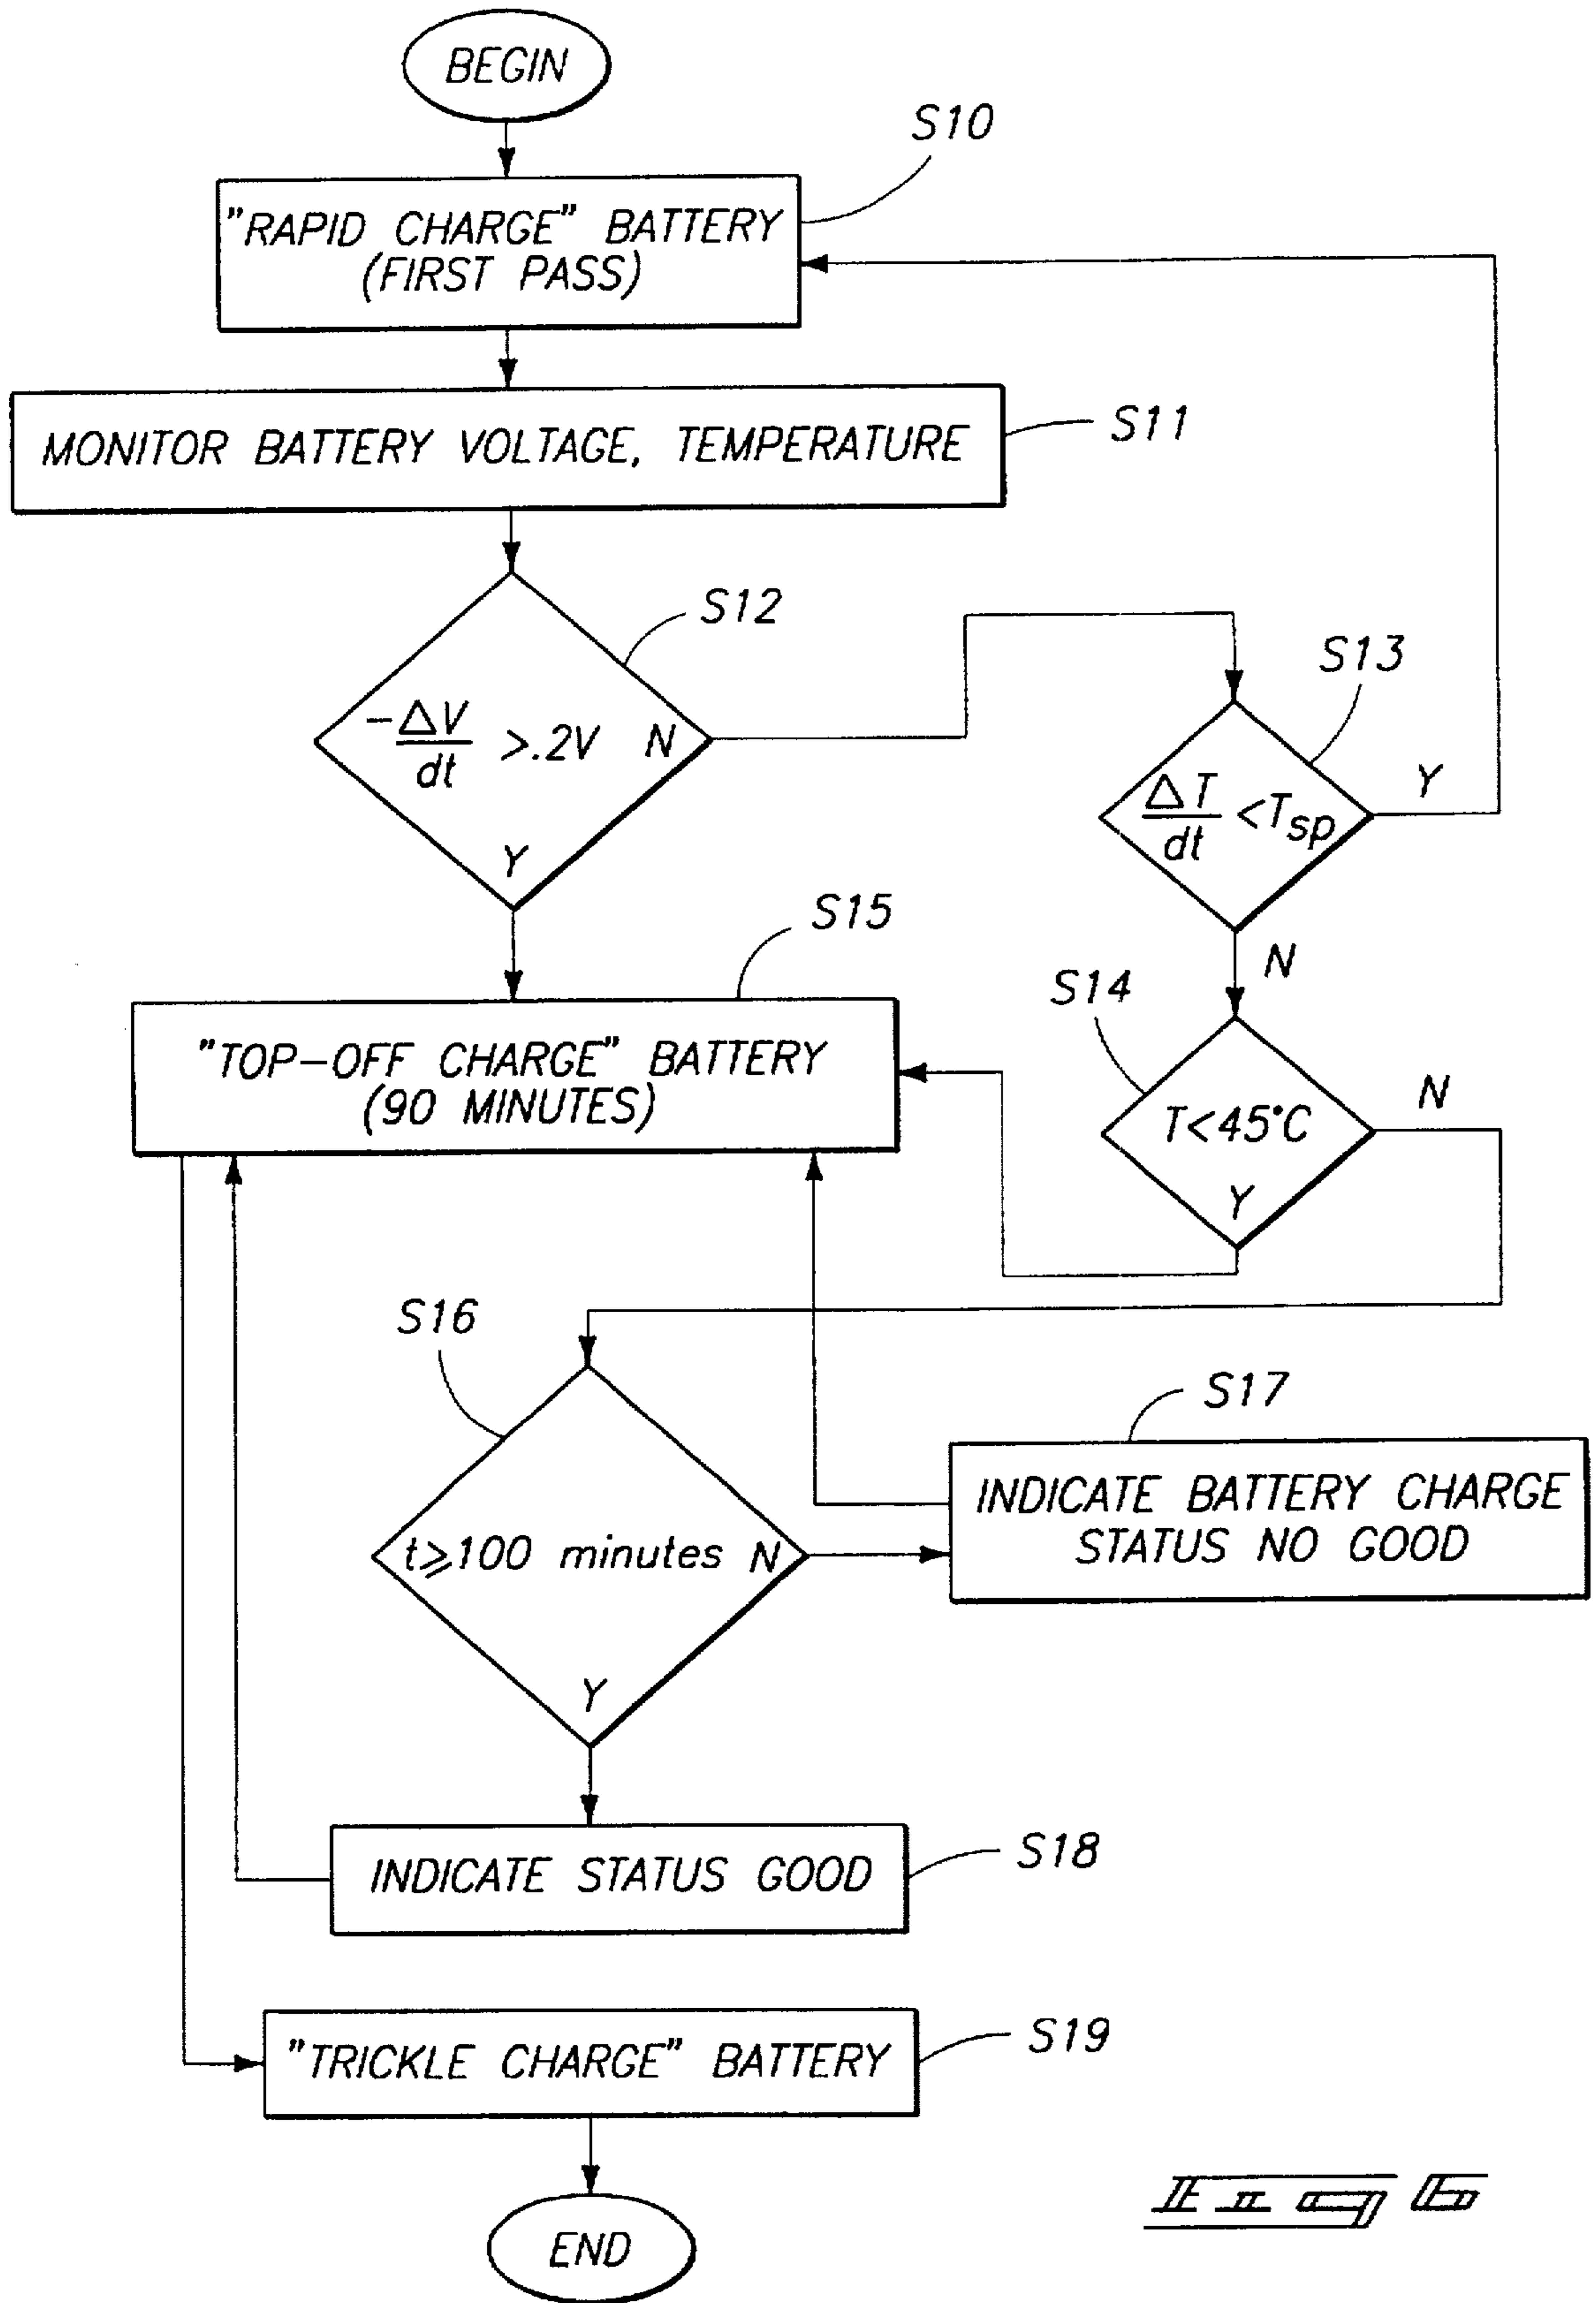 BEGIN
S10
"RAPID CHARGE" BATTERY
(FIRST PASS)
MONITOR BATTERY VOLTAGE, TEMPERATURE
S11
S12
-ΔV
dt
>.2V
N
Y
S13
ΔT
dt
<Tsp
Y
N
S15
"TOP-OFF CHARGE" BATTERY
(90 MINUTES)
S14
T<45°C
N
Y
S16
t≥100 minutes
N
Y
S17
INDICATE BATTERY CHARGE
STATUS NO GOOD
INDICATE STATUS GOOD
S18
"TRICKLE CHARGE" BATTERY
S19
END
Fig 6